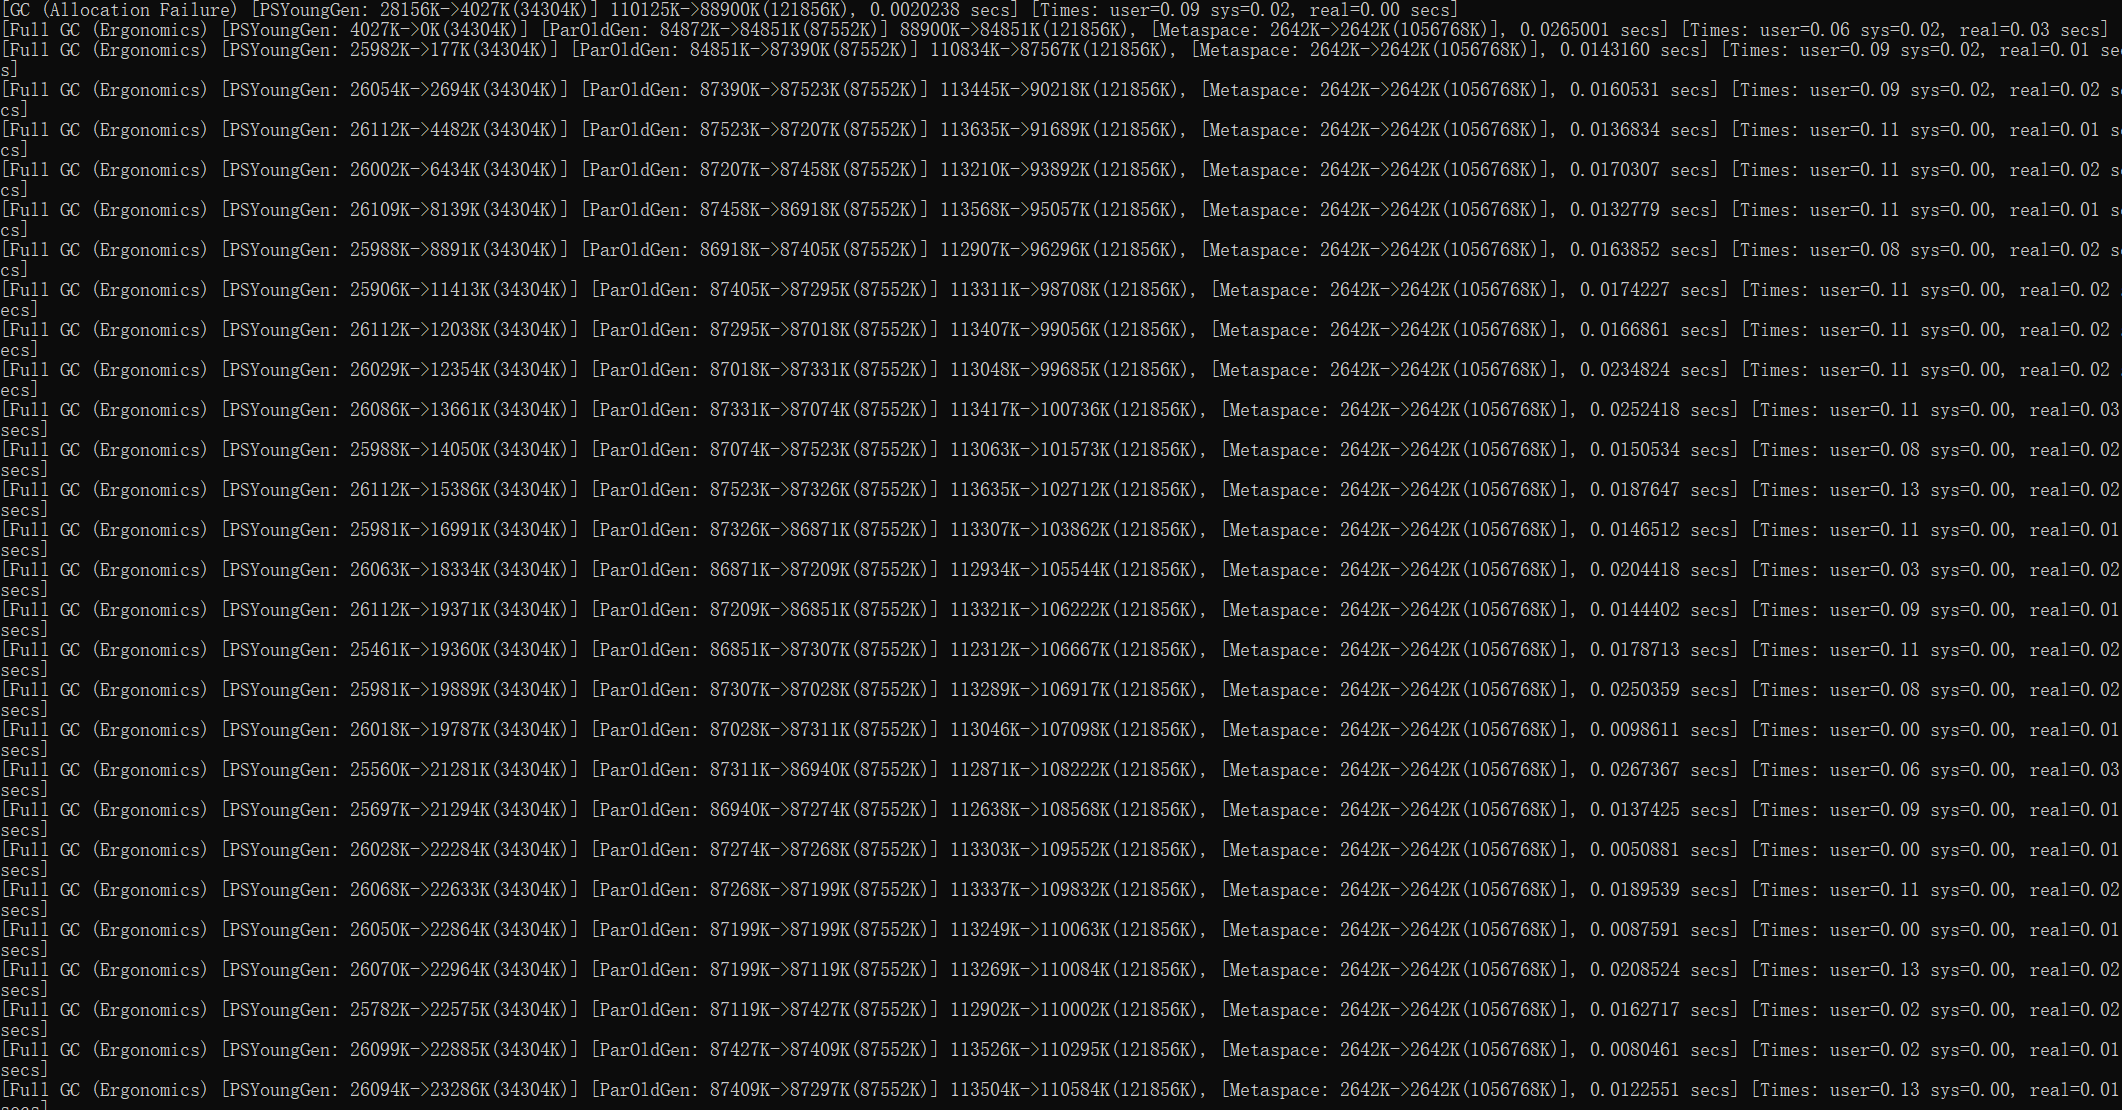 [GC (Allocation Failure) [PSYoungGen: 28156K->4027K(34304K)] 110125K->88900K(121856K), 0.0020238 secs] [Times: user=0.09 sys=0.02, real=0.00 secs]
[Full GC (Ergonomics) [PSYoungGen: 4027K->0K(34304K)] [ParOldGen: 84872K->84851K(87552K)] 88900K->84851K(121856K), [Metaspace: 2642K->2642K(1056768K)], 0.0265001 secs] [Times: user=0.06 sys=0.02, real=0.03 secs]
[Full GC (Ergonomics) [PSYoungGen: 25982K->177K(34304K)] [ParOldGen: 84851K->87390K(87552K)] 110834K->87567K(121856K), [Metaspace: 2642K->2642K(1056768K)], 0.0143160 secs] [Times: user=0.09 sys=0.02, real=0.01 sec
s]
[Full GC (Ergonomics) [PSYoungGen: 26054K->2694K(34304K)] [ParOldGen: 87390K->87523K(87552K)] 113445K->90218K(121856K), [Metaspace: 2642K->2642K(1056768K)], 0.0160531 secs] [Times: user=0.09 sys=0.02, real=0.02 se
cs]
[Full GC (Ergonomics) [PSYoungGen: 26112K->4482K(34304K)] [ParOldGen: 87523K->87207K(87552K)] 113635K->91689K(121856K), [Metaspace: 2642K->2642K(1056768K)], 0.0136834 secs] [Times: user=0.11 sys=0.00, real=0.01 se
cs]
[Full GC (Ergonomics) [PSYoungGen: 26002K->6434K(34304K)] [ParOldGen: 87207K->87458K(87552K)] 113210K->93892K(121856K), [Metaspace: 2642K->2642K(1056768K)], 0.0170307 secs] [Times: user=0.11 sys=0.00, real=0.02 se
cs]
[Full GC (Ergonomics) [PSYoungGen: 26109K->8139K(34304K)] [ParOldGen: 87458K->86918K(87552K)] 113568K->95057K(121856K), [Metaspace: 2642K->2642K(1056768K)], 0.0132779 secs] [Times: user=0.11 sys=0.00, real=0.01 se
cs]
[Full GC (Ergonomics) [PSYoungGen: 25988K->8891K(34304K)] [ParOldGen: 86918K->87405K(87552K)] 112907K->96296K(121856K), [Metaspace: 2642K->2642K(1056768K)], 0.0163852 secs] [Times: user=0.08 sys=0.00, real=0.02 se
cs]
[Full GC (Ergonomics) [PSYoungGen: 25906K->11413K(34304K)] [ParOldGen: 87405K->87295K(87552K)] 113311K->98708K(121856K), [Metaspace: 2642K->2642K(1056768K)], 0.0174227 secs] [Times: user=0.11 sys=0.00, real=0.02 s
ecs]
[Full GC (Ergonomics) [PSYoungGen: 26112K->12038K(34304K)] [ParOldGen: 87295K->87018K(87552K)] 113407K->99056K(121856K), [Metaspace: 2642K->2642K(1056768K)], 0.0166861 secs] [Times: user=0.11 sys=0.00, real=0.02 s
ecs]
[Full GC (Ergonomics) [PSYoungGen: 26029K->12354K(34304K)] [ParOldGen: 87018K->87331K(87552K)] 113048K->99685K(121856K), [Metaspace: 2642K->2642K(1056768K)], 0.0234824 secs] [Times: user=0.11 sys=0.00, real=0.02 s
ecs]
[Full GC (Ergonomics) [PSYoungGen: 26086K->13661K(34304K)] [ParOldGen: 87331K->87074K(87552K)] 113417K->100736K(121856K), [Metaspace: 2642K->2642K(1056768K)], 0.0252418 secs] [Times: user=0.11 sys=0.00, real=0.03
secs]
[Full GC (Ergonomics) [PSYoungGen: 25988K->14050K(34304K)] [ParOldGen: 87074K->87523K(87552K)] 113063K->101573K(121856K), [Metaspace: 2642K->2642K(1056768K)], 0.0150534 secs] [Times: user=0.08 sys=0.00, real=0.02
secs]
[Full GC (Ergonomics) [PSYoungGen: 26112K->15386K(34304K)] [ParOldGen: 87523K->87326K(87552K)] 113635K->102712K(121856K), [Metaspace: 2642K->2642K(1056768K)], 0.0187647 secs] [Times: user=0.13 sys=0.00, real=0.02
secs]
[Full GC (Ergonomics) [PSYoungGen: 25981K->16991K(34304K)] [ParOldGen: 87326K->86871K(87552K)] 113307K->103862K(121856K), [Metaspace: 2642K->2642K(1056768K)], 0.0146512 secs] [Times: user=0.11 sys=0.00, real=0.01
secs]
[Full GC (Ergonomics) [PSYoungGen: 26063K->18334K(34304K)] [ParOldGen: 86871K->87209K(87552K)] 112934K->105544K(121856K), [Metaspace: 2642K->2642K(1056768K)], 0.0204418 secs] [Times: user=0.03 sys=0.00, real=0.02
secs]
[Full GC (Ergonomics) [PSYoungGen: 26112K->19371K(34304K)] [ParOldGen: 87209K->86851K(87552K)] 113321K->106222K(121856K), [Metaspace: 2642K->2642K(1056768K)], 0.0144402 secs] [Times: user=0.09 sys=0.00, real=0.01
secs]
[Full GC (Ergonomics) [PSYoungGen: 25461K->19360K(34304K)] [ParOldGen: 86851K->87307K(87552K)] 112312K->106667K(121856K), [Metaspace: 2642K->2642K(1056768K)], 0.0178713 secs] [Times: user=0.11 sys=0.00, real=0.02
secs]
[Full GC (Ergonomics) [PSYoungGen: 25981K->19889K(34304K)] [ParOldGen: 87307K->87028K(87552K)] 113289K->106917K(121856K), [Metaspace: 2642K->2642K(1056768K)], 0.0250359 secs] [Times: user=0.08 sys=0.00, real=0.02
secs]
[Full GC (Ergonomics) [PSYoungGen: 26018K->19787K(34304K)] [ParOldGen: 87028K->87311K(87552K)] 113046K->107098K(121856K), [Metaspace: 2642K->2642K(1056768K)], 0.0098611 secs] [Times: user=0.00 sys=0.00, real=0.01
secs]
[Full GC (Ergonomics) [PSYoungGen: 25560K->21281K(34304K)] [ParOldGen: 87311K->86940K(87552K)] 112871K->108222K(121856K), [Metaspace: 2642K->2642K(1056768K)], 0.0267367 secs] [Times: user=0.06 sys=0.00, real=0.03
secs]
[Full GC (Ergonomics) [PSYoungGen: 25697K->21294K(34304K)] [ParOldGen: 86940K->87274K(87552K)] 112638K->108568K(121856K), [Metaspace: 2642K->2642K(1056768K)], 0.0137425 secs] [Times: user=0.09 sys=0.00, real=0.01
secs]
[Full GC (Ergonomics) [PSYoungGen: 26028K->22284K(34304K)] [ParOldGen: 87274K->87268K(87552K)] 113303K->109552K(121856K), [Metaspace: 2642K->2642K(1056768K)], 0.0050881 secs] [Times: user=0.00 sys=0.00, real=0.01
secs]
[Full GC (Ergonomics) [PSYoungGen: 26068K->22633K(34304K)] [ParOldGen: 87268K->87199K(87552K)] 113337K->109832K(121856K), [Metaspace: 2642K->2642K(1056768K)], 0.0189539 secs] [Times: user=0.11 sys=0.00, real=0.02
secs]
[Full GC (Ergonomics) [PSYoungGen: 26050K->22864K(34304K)] [ParOldGen: 87199K->87199K(87552K)] 113249K->110063K(121856K), [Metaspace: 2642K->2642K(1056768K)], 0.0087591 secs] [Times: user=0.00 sys=0.00, real=0.01
secs]
[Full GC (Ergonomics) [PSYoungGen: 26070K->22964K(34304K)] [ParOldGen: 87199K->87119K(87552K)] 113269K->110084K(121856K), [Metaspace: 2642K->2642K(1056768K)], 0.0208524 secs] [Times: user=0.13 sys=0.00, real=0.02
secs]
[Full GC (Ergonomics) [PSYoungGen: 25782K->22575K(34304K)] [ParOldGen: 87119K->87427K(87552K)] 112902K->110002K(121856K), [Metaspace: 2642K->2642K(1056768K)], 0.0162717 secs] [Times: user=0.02 sys=0.00, real=0.02
secs]
[Full GC (Ergonomics) [PSYoungGen: 26099K->22885K(34304K)] [ParOldGen: 87427K->87409K(87552K)] 113526K->110295K(121856K), [Metaspace: 2642K->2642K(1056768K)], 0.0080461 secs] [Times: user=0.02 sys=0.00, real=0.01
secs]
[Full GC (Ergonomics) [PSYoungGen: 26094K->23286K(34304K)] [ParOldGen: 87409K->87297K(87552K)] 113504K->110584K(121856K), [Metaspace: 2642K->2642K(1056768K)], 0.0122551 secs] [Times: user=0.13 sys=0.00, real=0.01
secs]